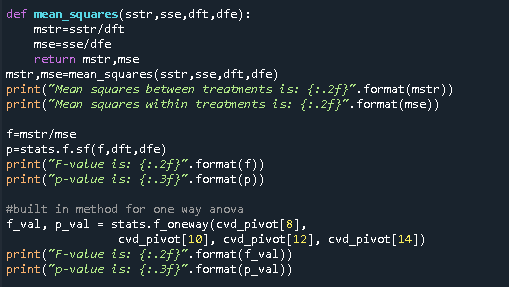 def mean_squares(sstr,sse,dft,dfe):
    mstr=sstr/dft
    mse=sse/dfe
    return mstr,mse
mstr,mse=mean_squares(sstr,sse,dft,dfe)
print("Mean squares between treatments is: {:.2f}".format(mstr))
print("Mean squares within treatments is: {:.2f}".format(mse))

f=mstr/mse
p=stats.f.sf(f,dft,dfe)
print("F-value is: {:.2f}".format(f))
print("p-value is: {:.3f}".format(p))

#built in method for one way anova
f_val, p_val = stats.f_oneway(cvd_pivot[8],
                cvd_pivot[10], cvd_pivot[12], cvd_pivot[14])
print("F-value is: {:.2f}".format(f_val))
print("p-value is: {:.3f}".format(p_val))